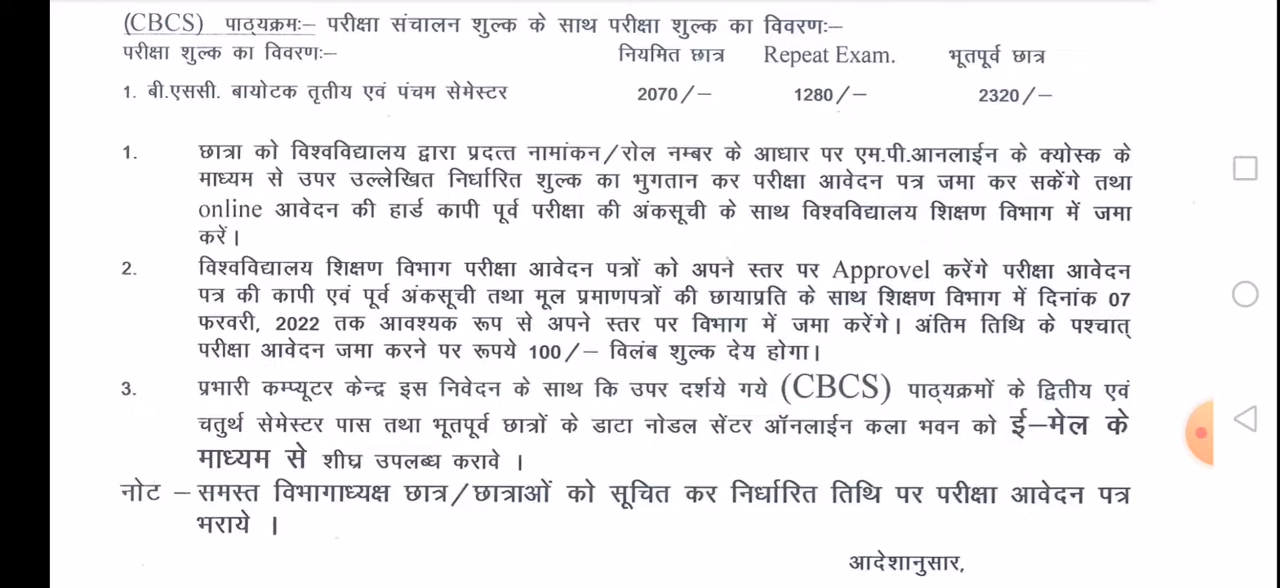 (CBCS) पाठ्यक्रमः– परीक्षा संचालन शुल्क के साथ परीक्षा शुल्क का विवरणः–
परीक्षा शुल्क का विवरणः– नियमित छात्र Repeat Exam. भूतपूर्व छात्र
1. बी.एससी. बायोटक तृतीय एवं पंचम सेमेस्टर 2070/– 1280/– 2320/–
1. छात्रा को विश्वविद्यालय द्वारा प्रदत्त नामांकन/रोल नम्बर के आधार पर एम.पी.आनलाईन के क्योस्क के
माध्यम से उपर उल्लेखित निर्धारित शुल्क का भुगतान कर परीक्षा आवेदन पत्र जमा कर सकेंगे तथा
online आवेदन की हार्ड कापी पूर्व परीक्षा की अंकसूची के साथ विश्वविद्यालय शिक्षण विभाग में जमा
करें।
2. विश्वविद्यालय शिक्षण विभाग परीक्षा आवेदन पत्रों को अपने स्तर पर Approvel करेंगे परीक्षा आवेदन
पत्र की कापी एवं पूर्व अंकसूची तथा मूल प्रमाणपत्रों की छायाप्रति के साथ शिक्षण विभाग में दिनांक 07
फरवरी, 2022 तक आवश्यक रूप से अपने स्तर पर विभाग में जमा करेंगे। अंतिम तिथि के पश्चात्
परीक्षा आवेदन जमा करने पर रूपये 100/– विलंब शुल्क देय होगा।
3. प्रभारी कम्प्यूटर केन्द्र इस निवेदन के साथ कि उपर दर्शये गये (CBCS) पाठ्यक्रमों के द्वितीय एवं
चतुर्थ सेमेस्टर पास तथा भूतपूर्व छात्रों के डाटा नोडल सेंटर ऑनलाईन कला भवन को ई–मेल के
माध्यम से शीघ्र उपलब्ध करावे ।
नोट – समस्त विभागाध्यक्ष छात्र/छात्राओं को सूचित कर निर्धारित तिथि पर परीक्षा आवेदन पत्र
भराये ।
आदेशानुसार,